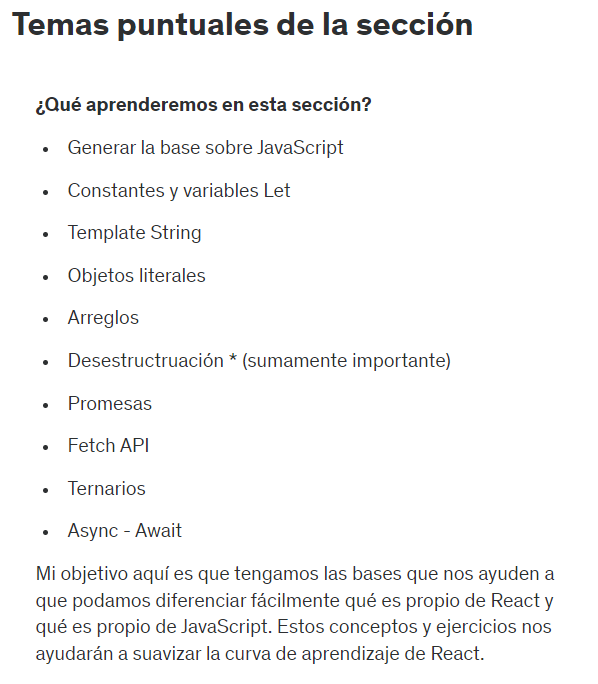 Temas puntuales de la sección
¿Qué aprenderemos en esta sección?
• Generar la base sobre JavaScript
• Constantes y variables Let
• Template String
• Objetos literales
• Arreglos
• Desestructruación * (sumamente importante)
• Promesas
• Fetch API
• Ternarios
• Async - Await
Mi objetivo aquí es que tengamos las bases que nos ayuden a
que podamos diferenciar fácilmente qué es propio de React y
qué es propio de JavaScript. Estos conceptos y ejercicios nos
ayudarán a suavizar la curva de aprendizaje de React.